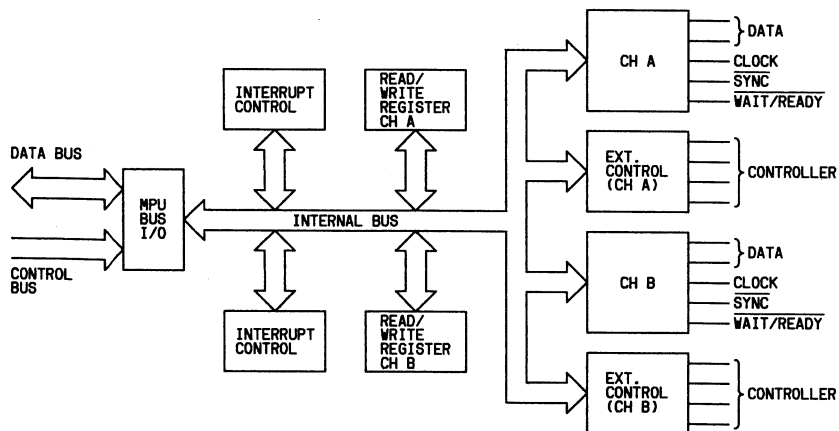 DATA BUS
CONTROL
BUS
MPU
BUS
I/O
INTERRUPT
CONTROL
READ/
WRITE
REGISTER
CH A
INTERNAL BUS
INTERRUPT
CONTROL
READ/
WRITE
REGISTER
CH B
CH A
DATA
CLOCK
SYNC
WAIT/READY
EXT.
CONTROL
(CH A)
CONTROLLER
CH B
DATA
CLOCK
SYNC
WAIT/READY
EXT.
CONTROL
(CH B)
CONTROLLER